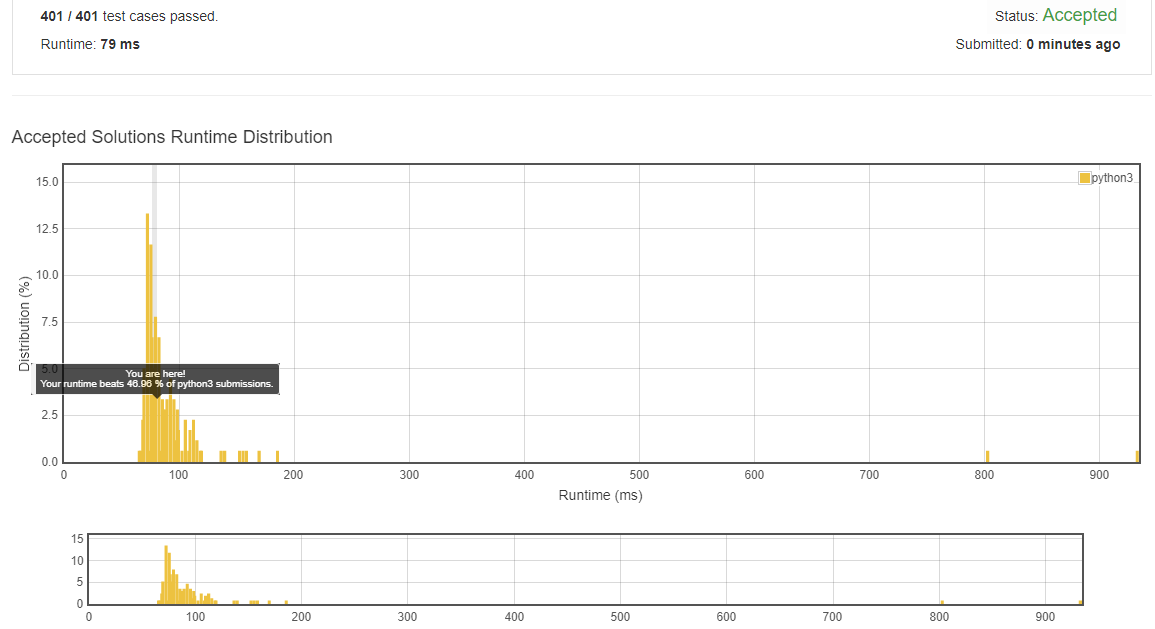 401 / 401 test cases passed.
Status: Accepted
Runtime: 79 ms
Submitted: 0 minutes ago
Accepted Solutions Runtime Distribution
python3
Distribution (%)
15.0
12.5
10.0
7.5
5.0
2.5
0.0
You are here!
Your runtime beats 46.96 % of python3 submissions.
0 100 200 300 400 500 600 700 800 900
Runtime (ms)
15
10
5
0
0 100 200 300 400 500 600 700 800 900